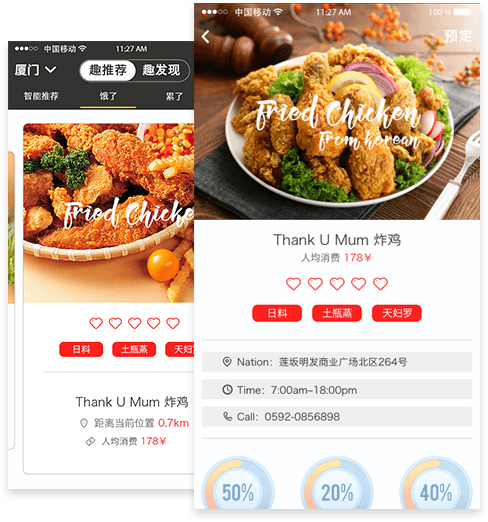 中国移动
11:27 AM
厦门
趣推荐
趣发现
智能推荐
饿了
累了
Fried Chicken
日料
土瓶蒸
天妇
Thank U Mum 炸鸡
距离当前位置 0.7km
人均消费 178￥
中国移动
11:27 AM
100 %
预定
Fried Chicken
From korean
Thank U Mum 炸鸡
人均消费 178￥
日料
土瓶蒸
天妇罗
Nation：莲坂明发商业广场北区264号
Time：7:00am~18:00pm
Call：0592-0856898
50%
20%
40%